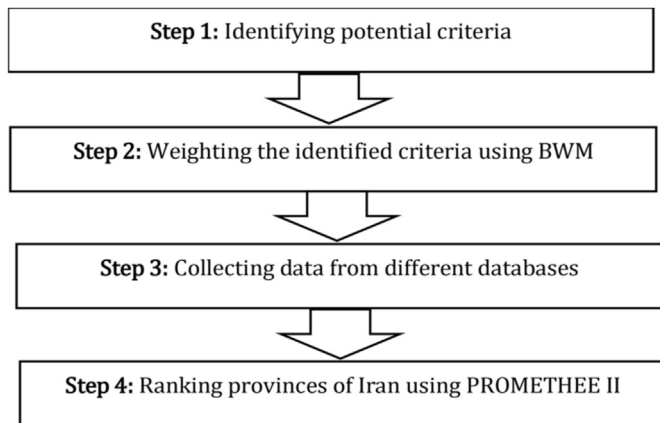 Step 1: Identifying potential criteria
Step 2: Weighting the identified criteria using BWM
Step 3: Collecting data from different databases
Step 4: Ranking provinces of Iran using PROMETHEE II